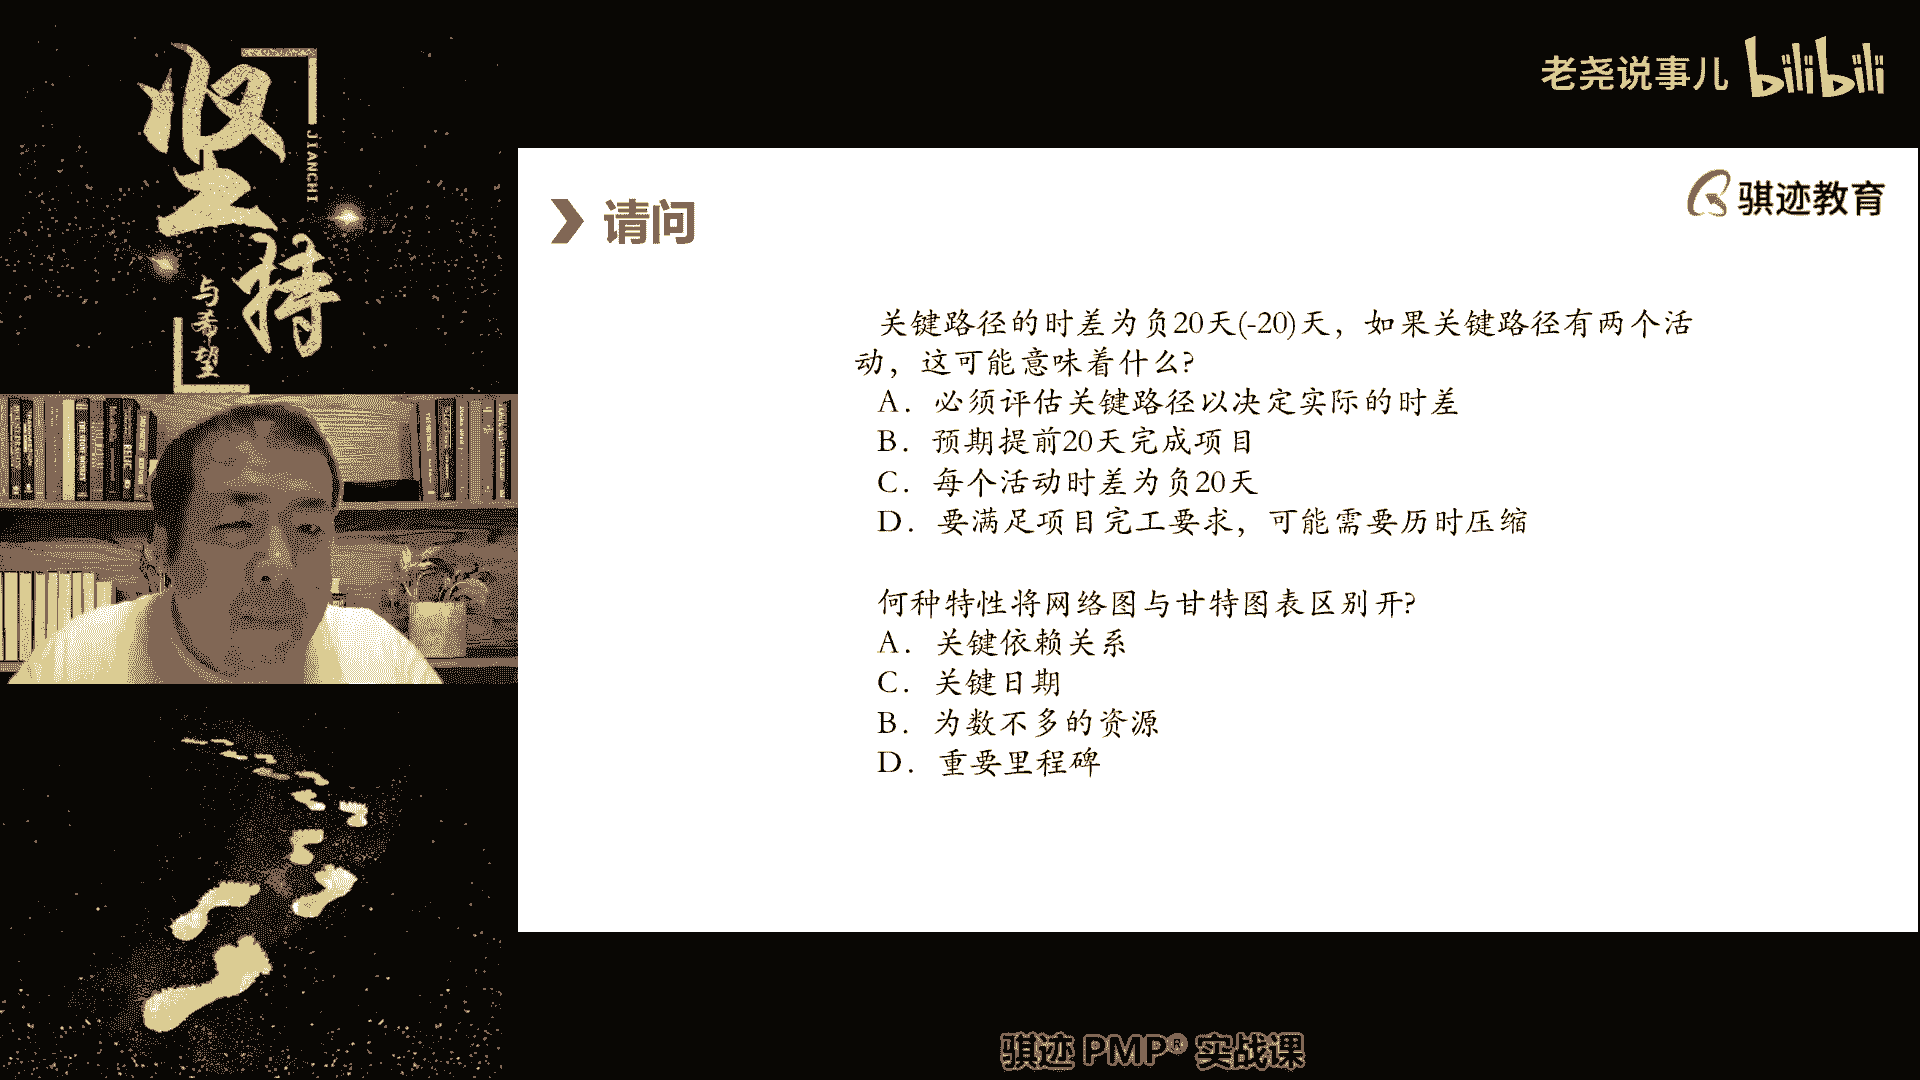 坚持
JIANCHI
与希望
老尧说事儿 bilibili
骐迹教育
请问
关键路径的时差为负20天(-20)天，如果关键路径有两个活
动，这可能意味着什么?
A. 必须评估关键路径以决定实际的时差
B. 预期提前20天完成项目
C. 每个活动时差为负20天
D. 要满足项目完工要求，可能需要历时压缩
何种特性将网络图与甘特图表区别开?
A. 关键依赖关系
C. 关键日期
B. 为数不多的资源
D. 重要里程碑
骐迹 PMP® 实战课